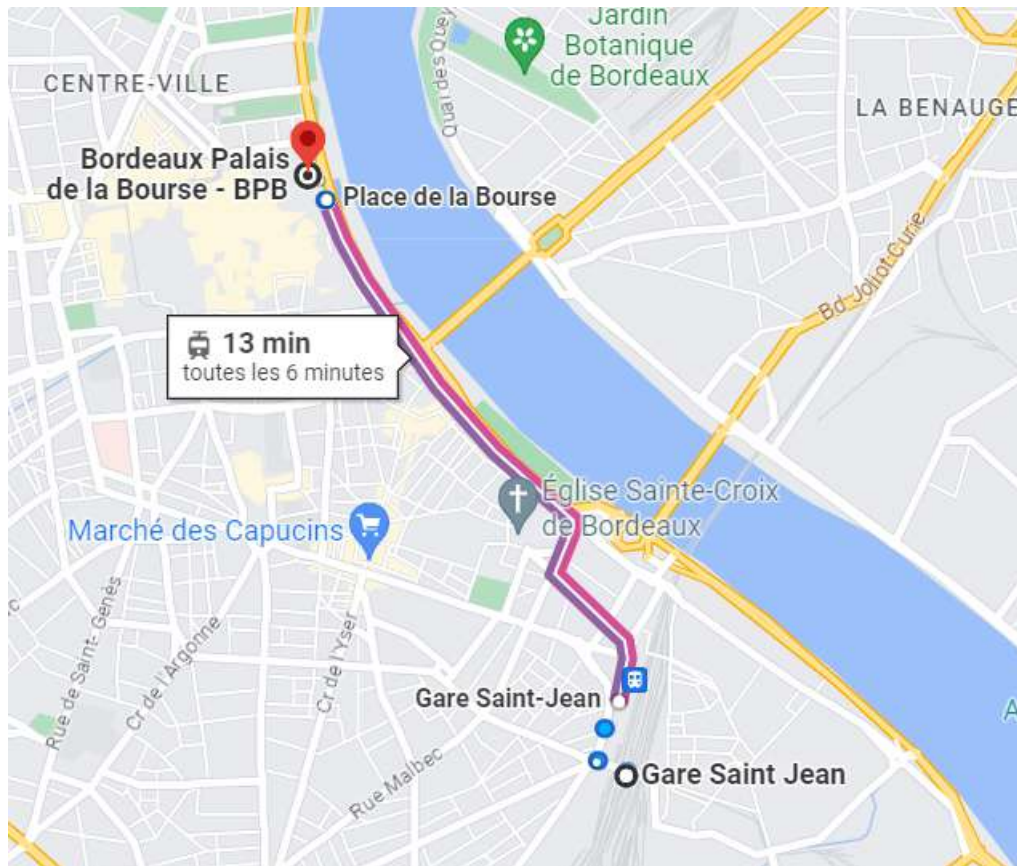 Jardin
Botanique
de Bordeaux
CENTRE-VILLE
LA BENAUGE
Quai des Quey
Bordeaux Palais
de la Bourse - BPB
Place de la Bourse
Bd Joliot Curie
13 min
toutes les 6 minutes
Église Sainte-Croix
de Bordeaux
Marché des Capucins
Rue de Saint-Genès
Cr de l'Argonne
Cr de l'Yser
Gare Saint-Jean
A
Rue Malbec
Gare Saint Jean